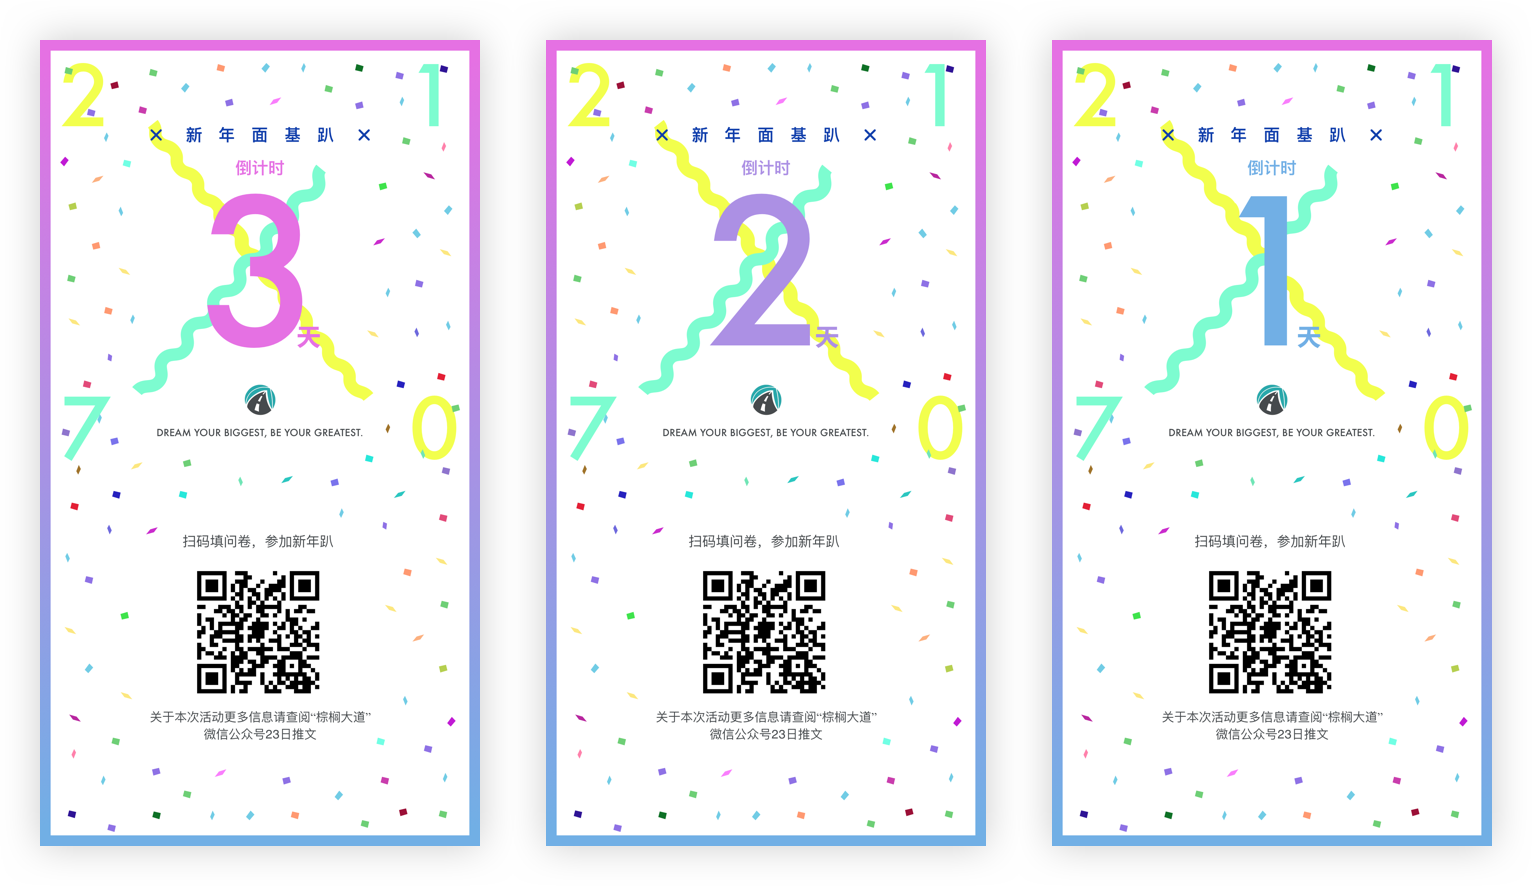 2
1
× 新年面基趴 ×
倒计时
3
天
7
0
DREAM YOUR BIGGEST, BE YOUR GREATEST.
扫码填问卷，参加新年趴
关于本次活动更多信息请查阅“棕榈大道”
微信公众号23日推文
2
1
× 新年面基趴 ×
倒计时
2
天
7
0
DREAM YOUR BIGGEST, BE YOUR GREATEST.
扫码填问卷，参加新年趴
关于本次活动更多信息请查阅“棕榈大道”
微信公众号23日推文
2
1
× 新年面基趴 ×
倒计时
1
天
7
0
DREAM YOUR BIGGEST, BE YOUR GREATEST.
扫码填问卷，参加新年趴
关于本次活动更多信息请查阅“棕榈大道”
微信公众号23日推文